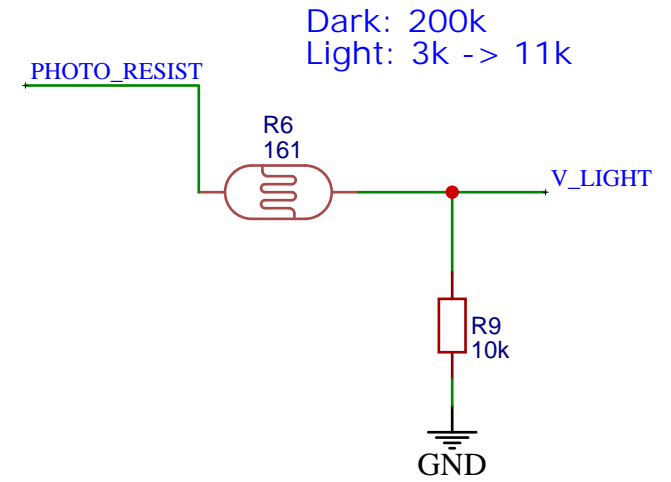 Dark: 200k
Light: 3k -> 11k
PHOTO_RESIST
R6
161
V_LIGHT
R9
10k
GND